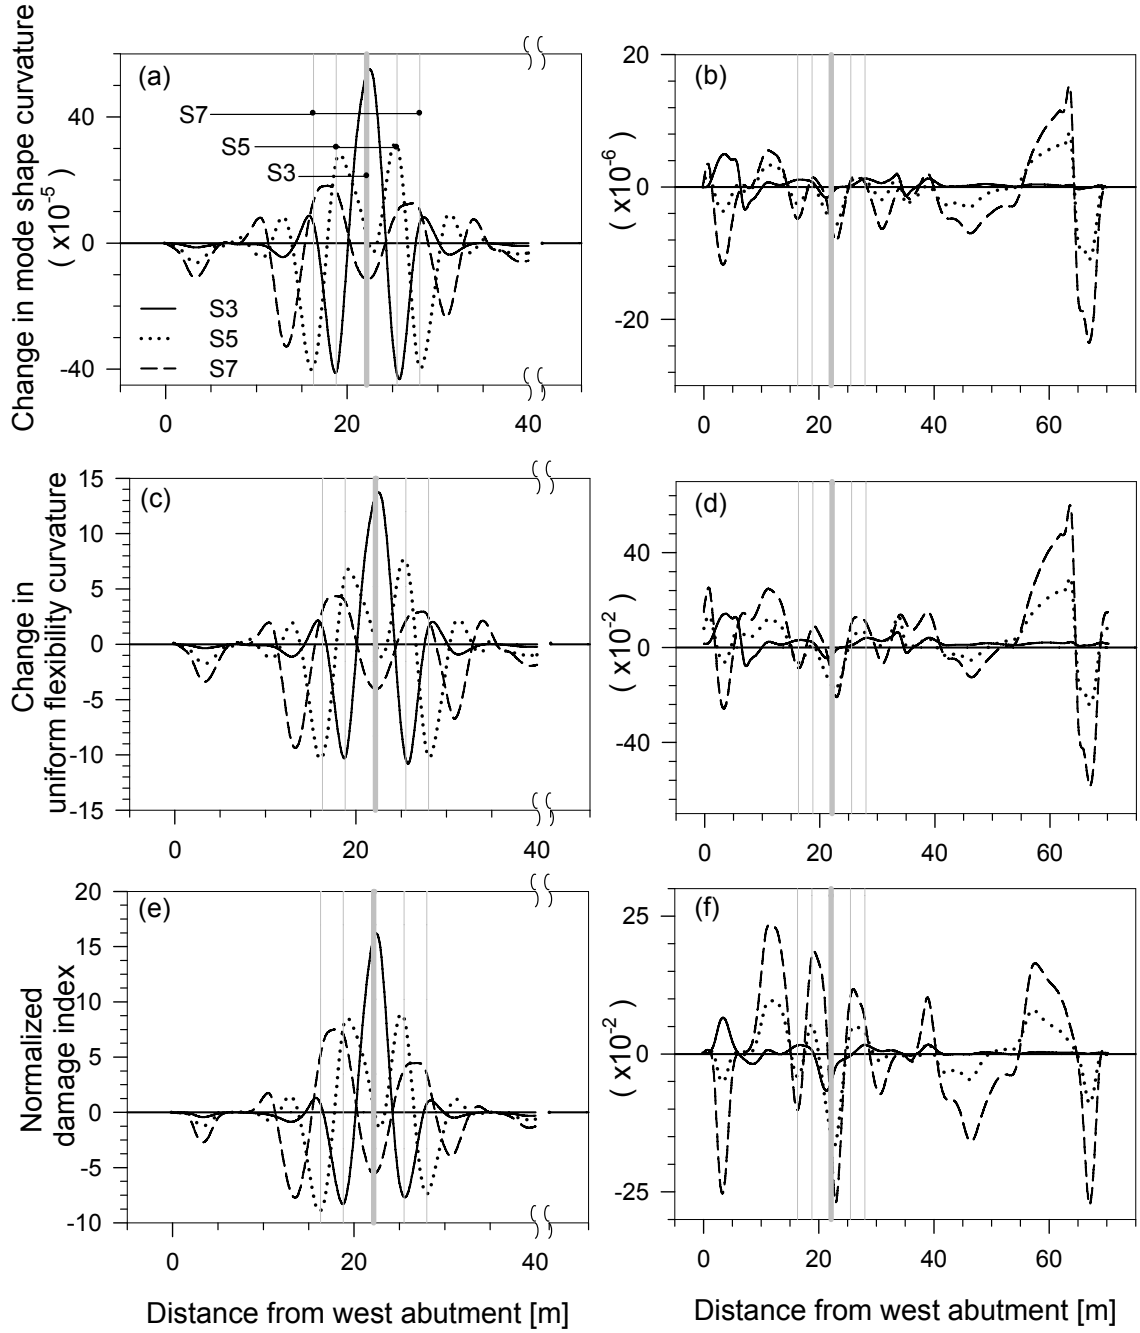 Change in mode shape curvature
( x10-5 )
(a)
S7
S5
S3
S3
S5
S7
40
0
-40
0
20
40
(b)
( x10-6 )
20
0
-20
0
20
40
60
Change in
uniform flexibility curvature
(c)
15
10
5
0
-5
-10
-15
0
20
40
(d)
( x10-2 )
40
0
-40
0
20
40
60
Normalized
damage index
(e)
20
15
10
5
0
-5
-10
0
20
40
Distance from west abutment [m]
(f)
( x10-2 )
25
0
-25
0
20
40
60
Distance from west abutment [m]